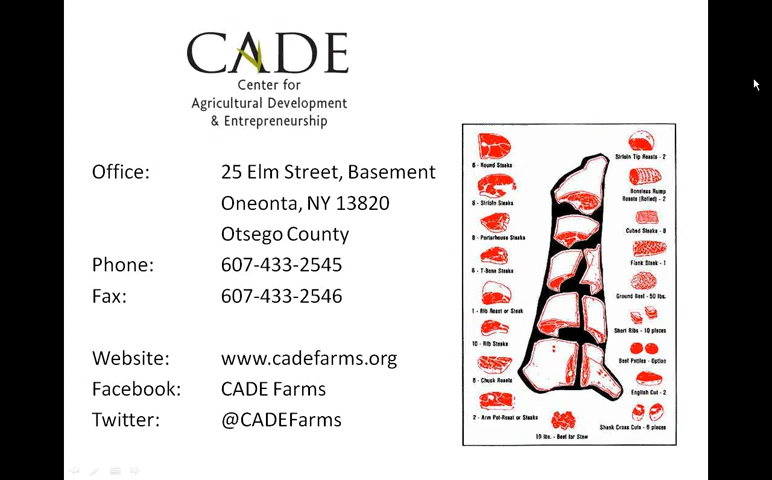 CADE
Center for
Agricultural Development
& Entrepreneurship
Office: 25 Elm Street, Basement
Oneonta, NY 13820
Otsego County
Phone: 607-433-2545
Fax: 607-433-2546
Website: www.cadefarms.org
Facebook: CADE Farms
Twitter: @CADEFarms
6 - Round Steaks
6 - Sirloin Steaks
8 - Porterhouse Steaks
6 - T-Bone Steaks
1 - Rib Roast or Steak
10 - Rib Steaks
5 - Chuck Roasts
2 - Arm Pot-Roast or Steaks
10 lbs. - Beef for Stew
Sirloin Tip Roasts - 2
Boneless Rump
Roasts (Rolled) - 2
Cubed Steaks - 8
Flank Steak - 1
Ground Beef - 50 lbs.
Short Ribs - 10 pieces
Beef Patties - Option
English Cut - 2
Shank Cross Cuts - 6 pieces